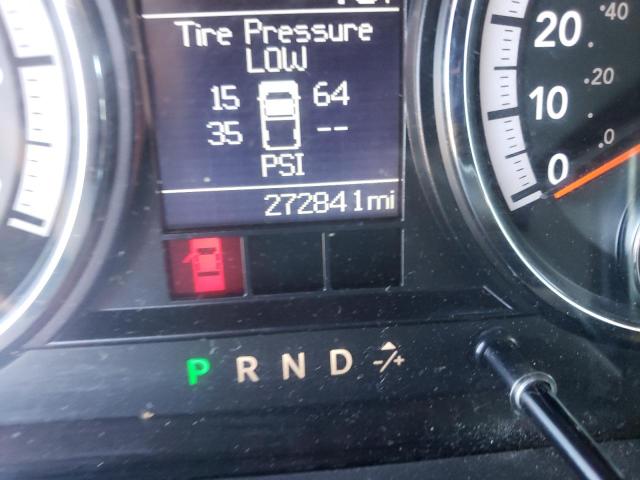 Tire Pressure
LOW
15 64
35 --
PSI
272841mi
20
10
0
40
20
0
P R N D -/+